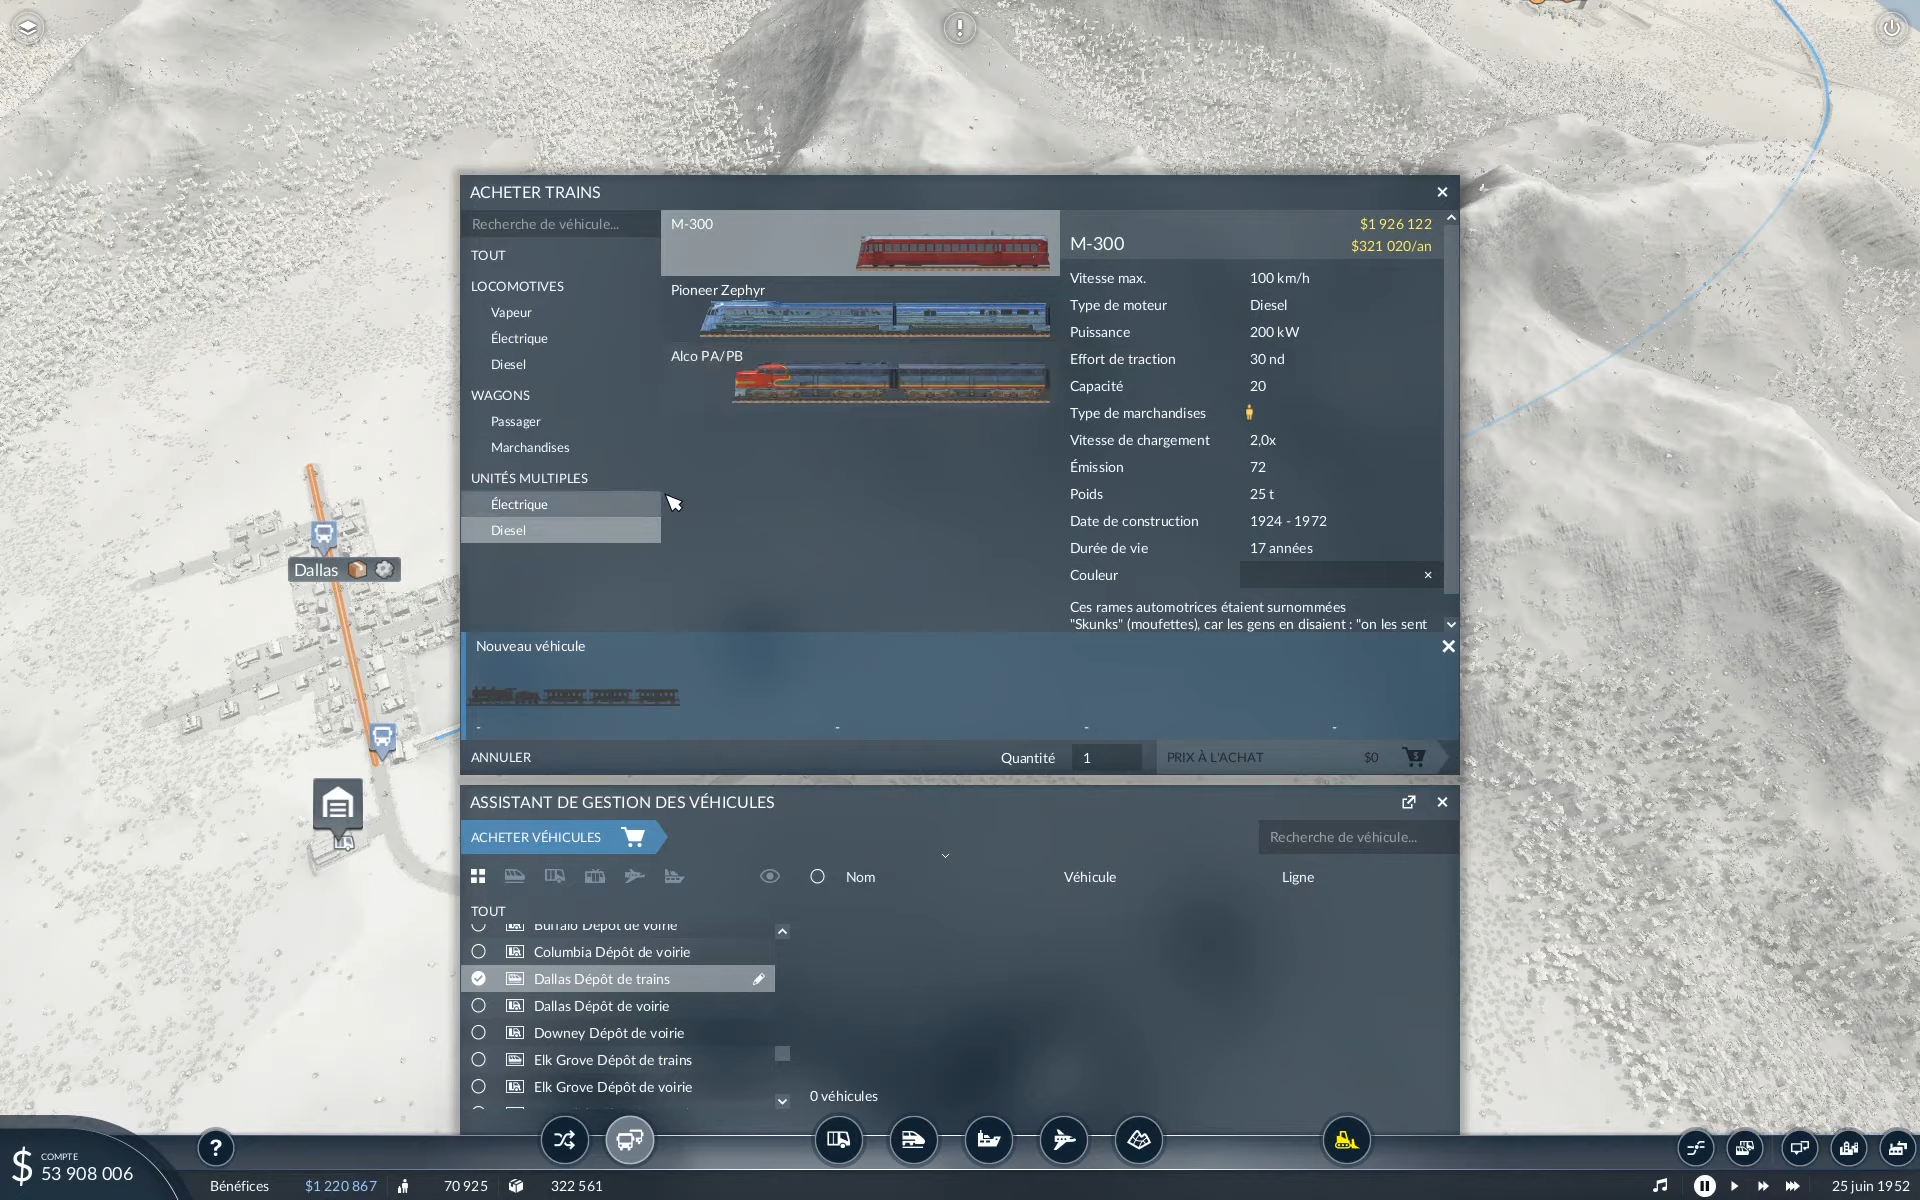 ACHETER TRAINS
Recherche de véhicule...
TOUT
LOCOMOTIVES
Vapeur
Électrique
Diesel
WAGONS
Passager
Marchandises
UNITÉS MULTIPLES
Électrique
Diesel
M-300
Pioneer Zephyr
Alco PA/PB
$1 926 122
M-300
$321 020/an
Vitesse max. 100 km/h
Type de moteur Diesel
Puissance 200 kW
Effort de traction 30 nd
Capacité 20
Type de marchandises
Vitesse de chargement 2,0x
Émission 72
Poids 25 t
Date de construction 1924 - 1972
Durée de vie 17 années
Couleur
Ces rames automotrices étaient surnommées
"Skunks" (moufettes), car les gens en disaient : "on les sent
Dallas
Nouveau véhicule
- - - -
ANNULER Quantité 1 PRIX À L'ACHAT $0
ASSISTANT DE GESTION DES VÉHICULES
ACHETER VÉHICULES Recherche de véhicule...
Nom Véhicule Ligne
TOUT
Buffalo Dépôt de voirie
Columbia Dépôt de voirie
Dallas Dépôt de trains
Dallas Dépôt de voirie
Downey Dépôt de voirie
Elk Grove Dépôt de trains
Elk Grove Dépôt de voirie
0 véhicules
?
$ COMPTE
53 908 006
Bénéfices $1 220 867 70 925 322 561 25 juin 1952